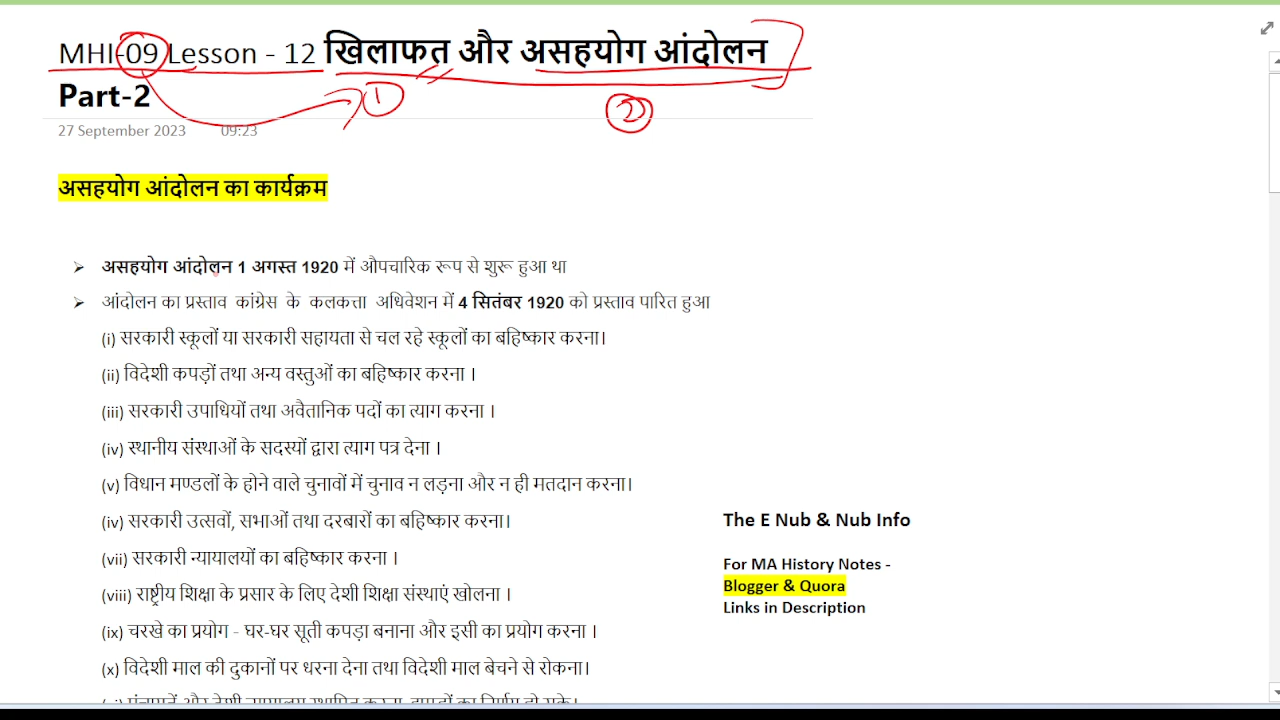 MHI-09 Lesson - 12 खिलाफत और असहयोग आंदोलन
Part-2
1
2
27 September 2023 09:23
असहयोग आंदोलन का कार्यक्रम
➢ असहयोग आंदोलन 1 अगस्त 1920 में औपचारिक रूप से शुरू हुआ था
➢ आंदोलन का प्रस्ताव कांग्रेस के कलकत्ता अधिवेशन में 4 सितंबर 1920 को प्रस्ताव पारित हुआ
(i) सरकारी स्कूलों या सरकारी सहायता से चल रहे स्कूलों का बहिष्कार करना।
(ii) विदेशी कपड़ों तथा अन्य वस्तुओं का बहिष्कार करना ।
(iii) सरकारी उपाधियों तथा अवैतानिक पदों का त्याग करना ।
(iv) स्थानीय संस्थाओं के सदस्यों द्वारा त्याग पत्र देना ।
(v) विधान मण्डलों के होने वाले चुनावों में चुनाव न लड़ना और न ही मतदान करना।
(iv) सरकारी उत्सवों, सभाओं तथा दरबारों का बहिष्कार करना।
(vii) सरकारी न्यायालयों का बहिष्कार करना ।
(viii) राष्ट्रीय शिक्षा के प्रसार के लिए देशी शिक्षा संस्थाएं खोलना ।
(ix) चरखे का प्रयोग - घर-घर सूती कपड़ा बनाना और इसी का प्रयोग करना ।
(x) विदेशी माल की दुकानों पर धरना देना तथा विदेशी माल बेचने से रोकना।
The E Nub & Nub Info
For MA History Notes -
Blogger & Quora
Links in Description